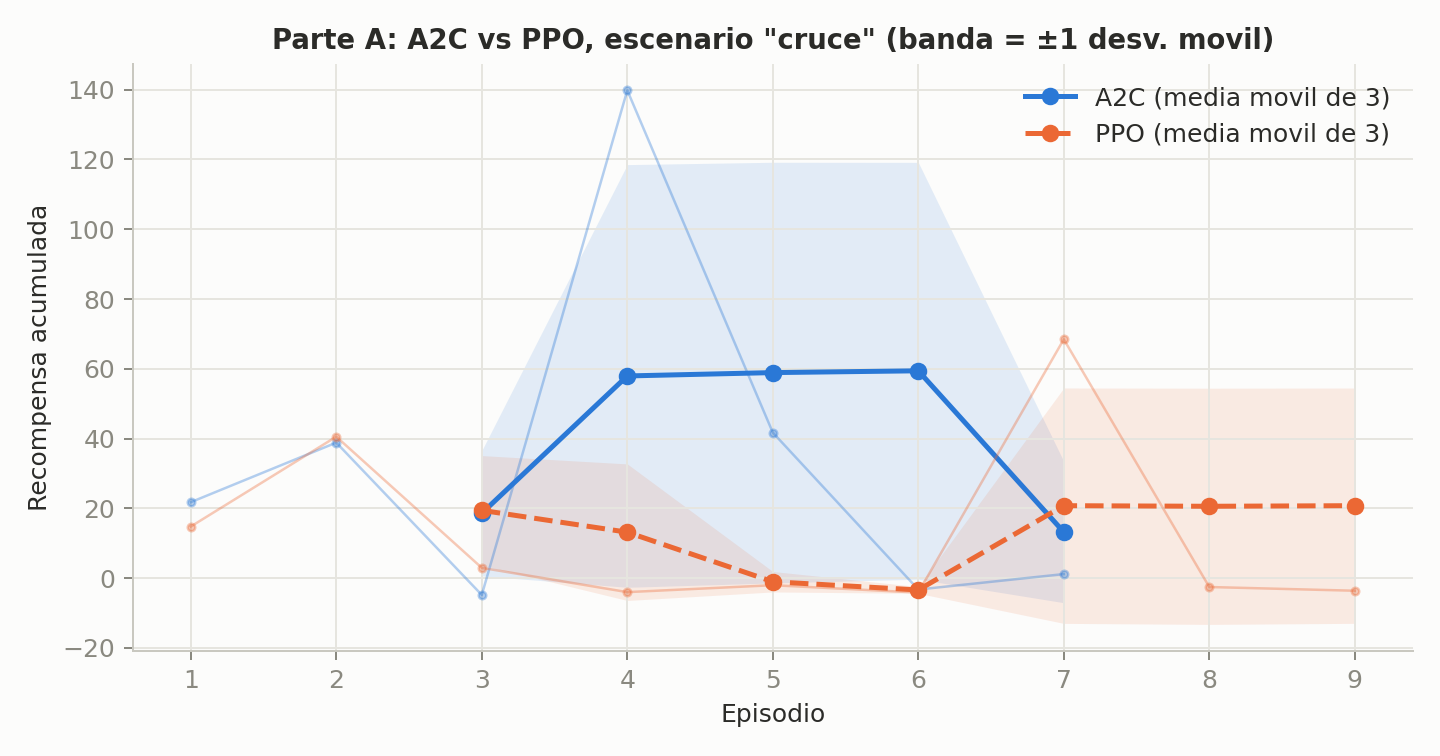 Parte A: A2C vs PPO, escenario "cruce" (banda = ±1 desv. movil)
A2C (media movil de 3)
PPO (media movil de 3)
Recompensa acumulada
140
120
100
80
60
40
20
0
−20
1 2 3 4 5 6 7 8 9
Episodio